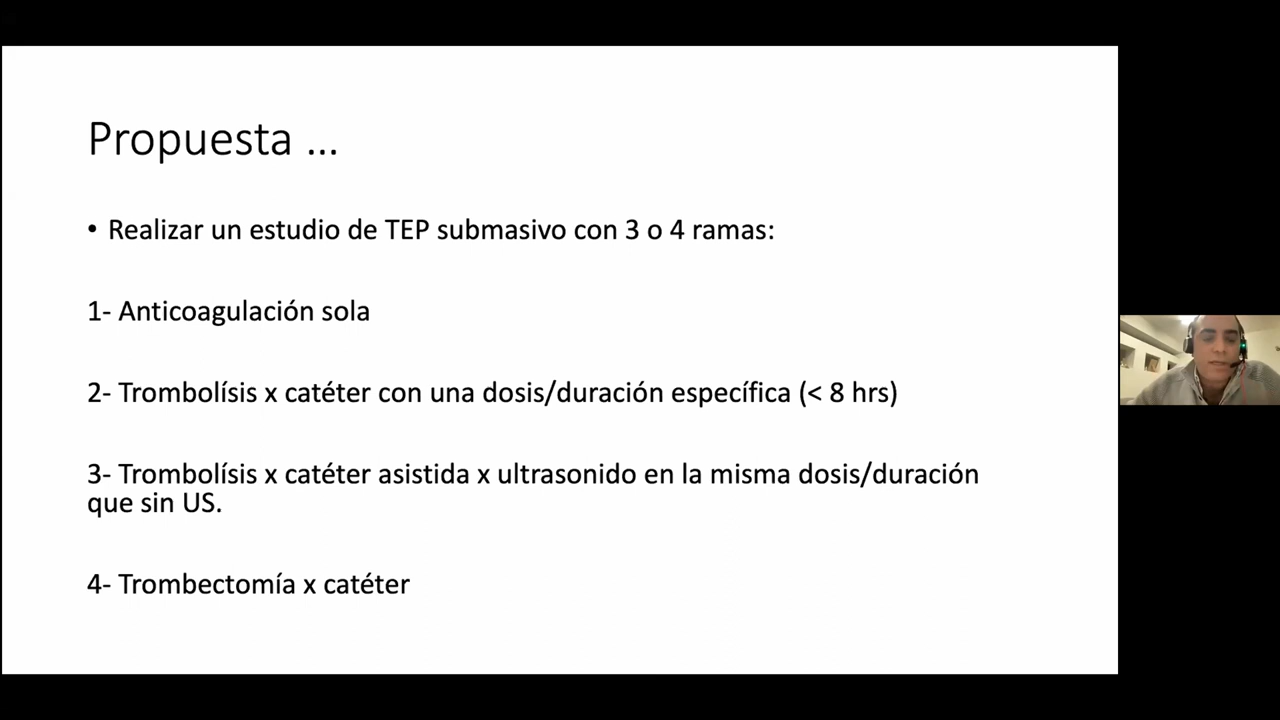 Propuesta ...
• Realizar un estudio de TEP submasivo con 3 o 4 ramas:
1- Anticoagulación sola
2- Trombolísis x catéter con una dosis/duración específica (< 8 hrs)
3- Trombolísis x catéter asistida x ultrasonido en la misma dosis/duración
que sin US.
4- Trombectomía x catéter